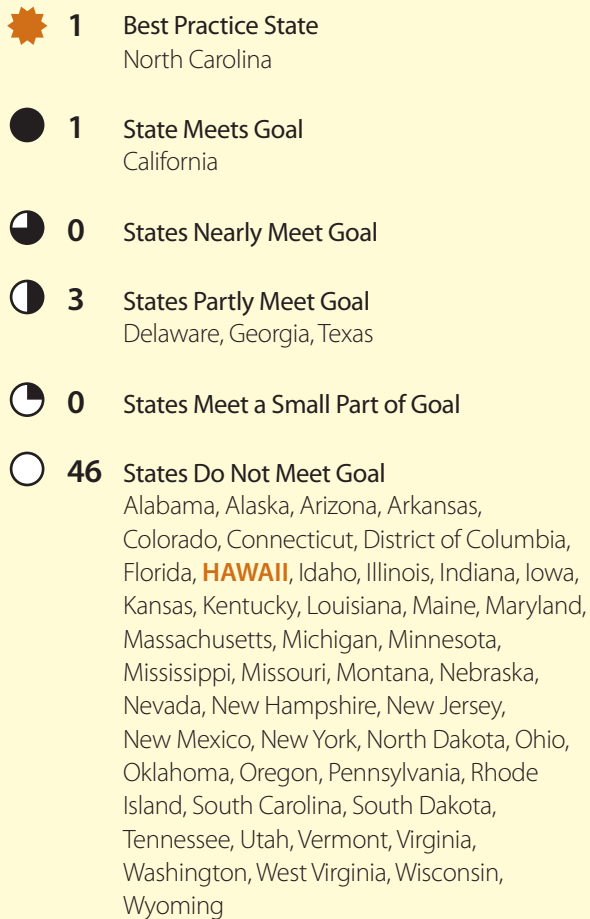 1 Best Practice State
North Carolina
1 State Meets Goal
California
0 States Nearly Meet Goal
3 States Partly Meet Goal
Delaware, Georgia, Texas
0 States Meet a Small Part of Goal
46 States Do Not Meet Goal
Alabama, Alaska, Arizona, Arkansas,
Colorado, Connecticut, District of Columbia,
Florida, HAWAII, Idaho, Illinois, Indiana, Iowa,
Kansas, Kentucky, Louisiana, Maine, Maryland,
Massachusetts, Michigan, Minnesota,
Mississippi, Missouri, Montana, Nebraska,
Nevada, New Hampshire, New Jersey,
New Mexico, New York, North Dakota, Ohio,
Oklahoma, Oregon, Pennsylvania, Rhode
Island, South Carolina, South Dakota,
Tennessee, Utah, Vermont, Virginia,
Washington, West Virginia, Wisconsin,
Wyoming